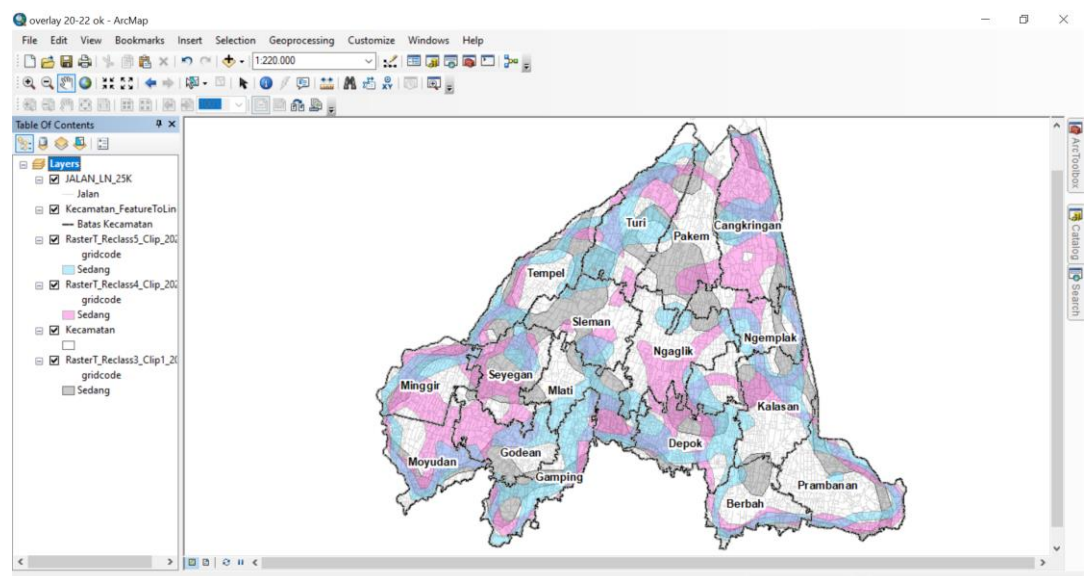 overlay 20-22 ok - ArcMap
File Edit View Bookmarks Insert Selection Geoprocessing Customize Windows Help
1:220.000
Table Of Contents
Layers
JALAN_LN_25K
Jalan
Kecamatan_FeatureToLin
Batas Kecamatan
RasterT_Reclass5_Clip_202
gridcode
Sedang
RasterT_Reclass4_Clip_202
gridcode
Sedang
Kecamatan
RasterT_Reclass3_Clip1_20
gridcode
Sedang
Turi
Pakem
Cangkringan
Tempel
Sleman
Ngemplak
Ngaglik
Seyegan
Minggir
Mlati
Kalasan
Depok
Godean
Moyudan
Gamping
Prambanan
Berbah
ArcToolbox
Catalog
Search